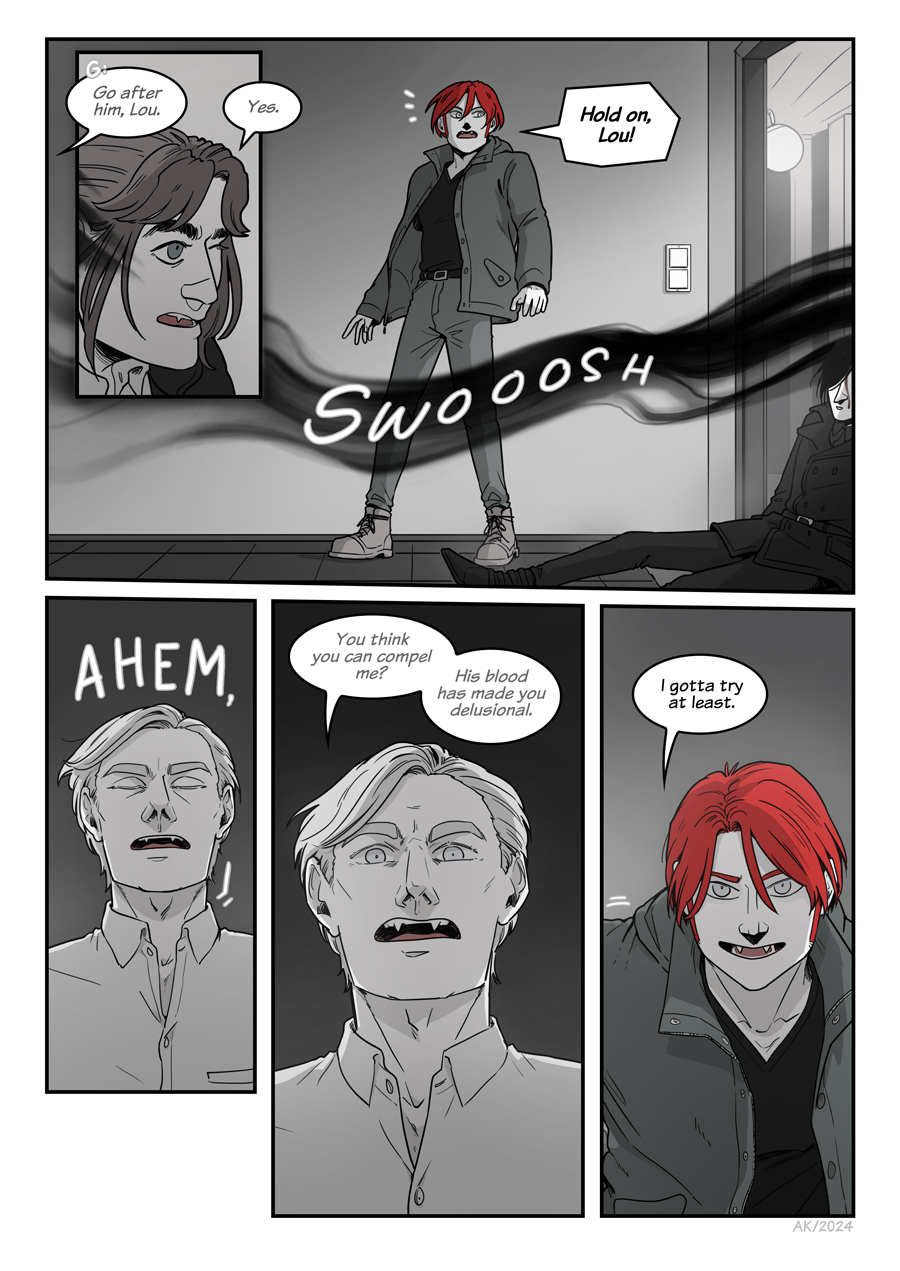 Go after
him, Lou.
Yes.
Hold on,
Lou!
SWOOOSH
AHEM,
You think
you can compel
me?
His blood
has made you
delusional.
I gotta try
at least.
AK/2024